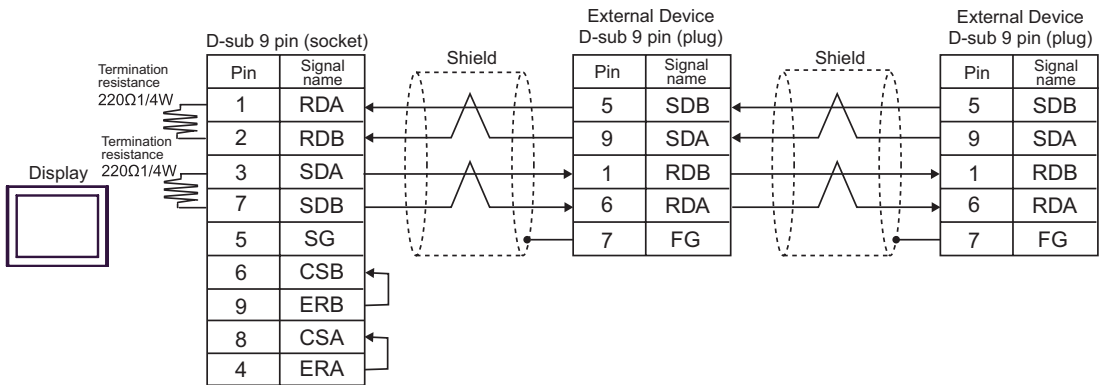 External Device
D-sub 9 pin (plug)
External Device
D-sub 9 pin (plug)
D-sub 9 pin (socket)
Shield
Shield
Termination
resistance
220Ω1/4W
Termination
resistance
220Ω1/4W
Display
Pin Signal name
1 RDA
2 RDB
3 SDA
7 SDB
5 SG
6 CSB
9 ERB
8 CSA
4 ERA
Pin Signal name
5 SDB
9 SDA
1 RDB
6 RDA
7 FG
Pin Signal name
5 SDB
9 SDA
1 RDB
6 RDA
7 FG